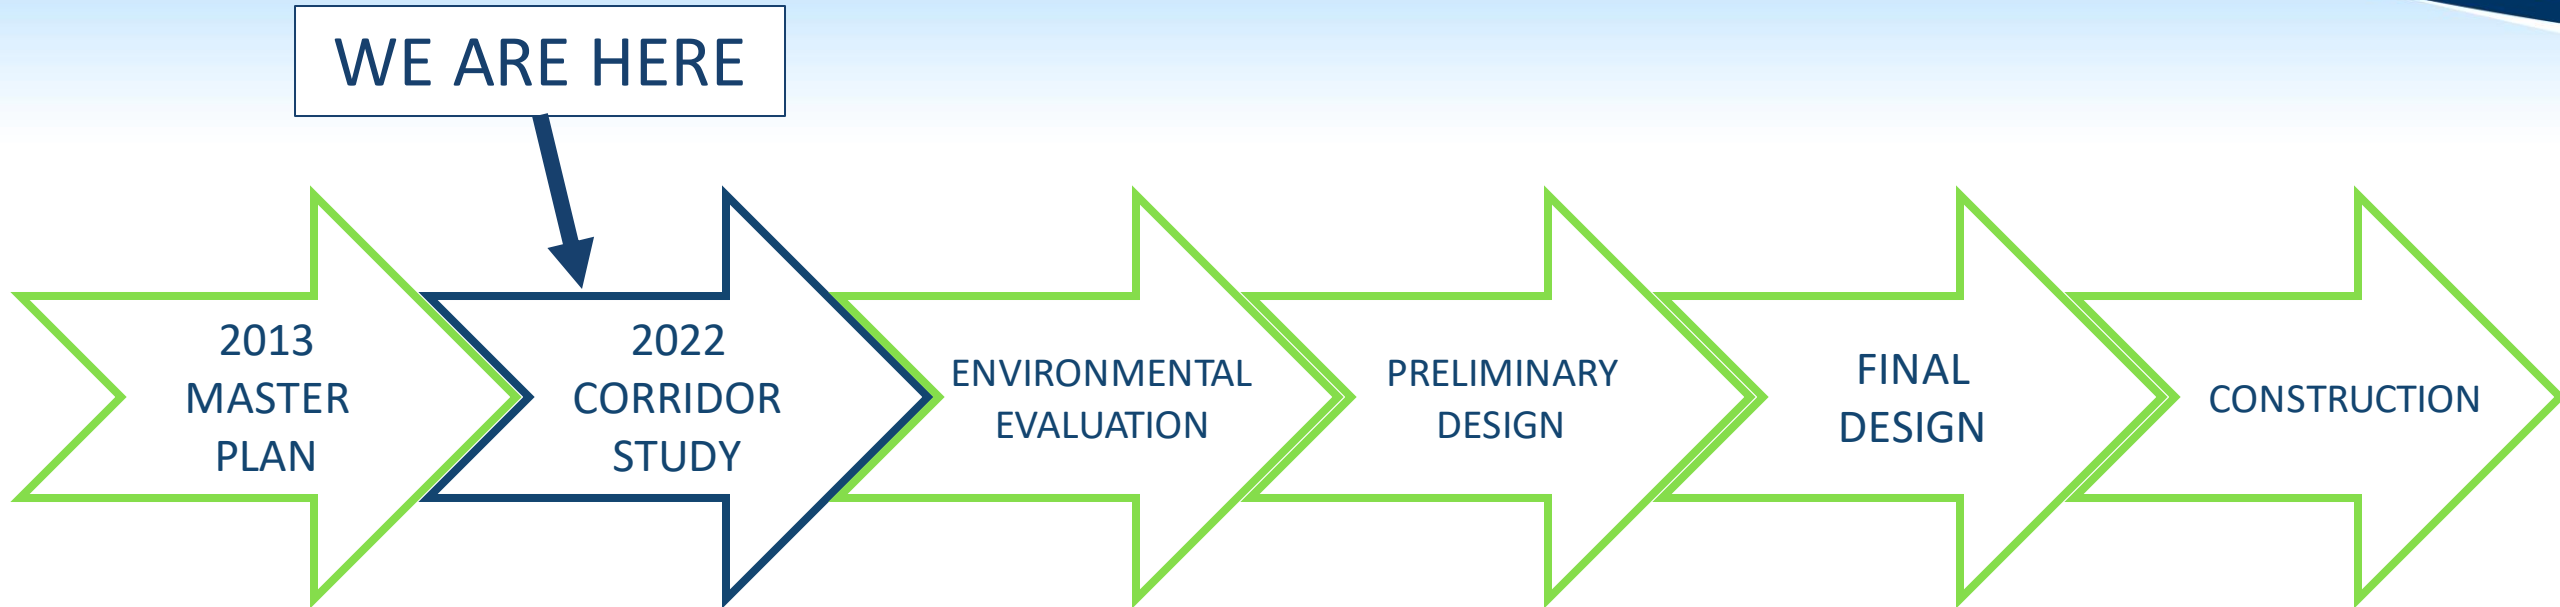 WE ARE HERE
2013
MASTER
PLAN
2022
CORRIDOR
STUDY
ENVIRONMENTAL
EVALUATION
PRELIMINARY
DESIGN
FINAL
DESIGN
CONSTRUCTION